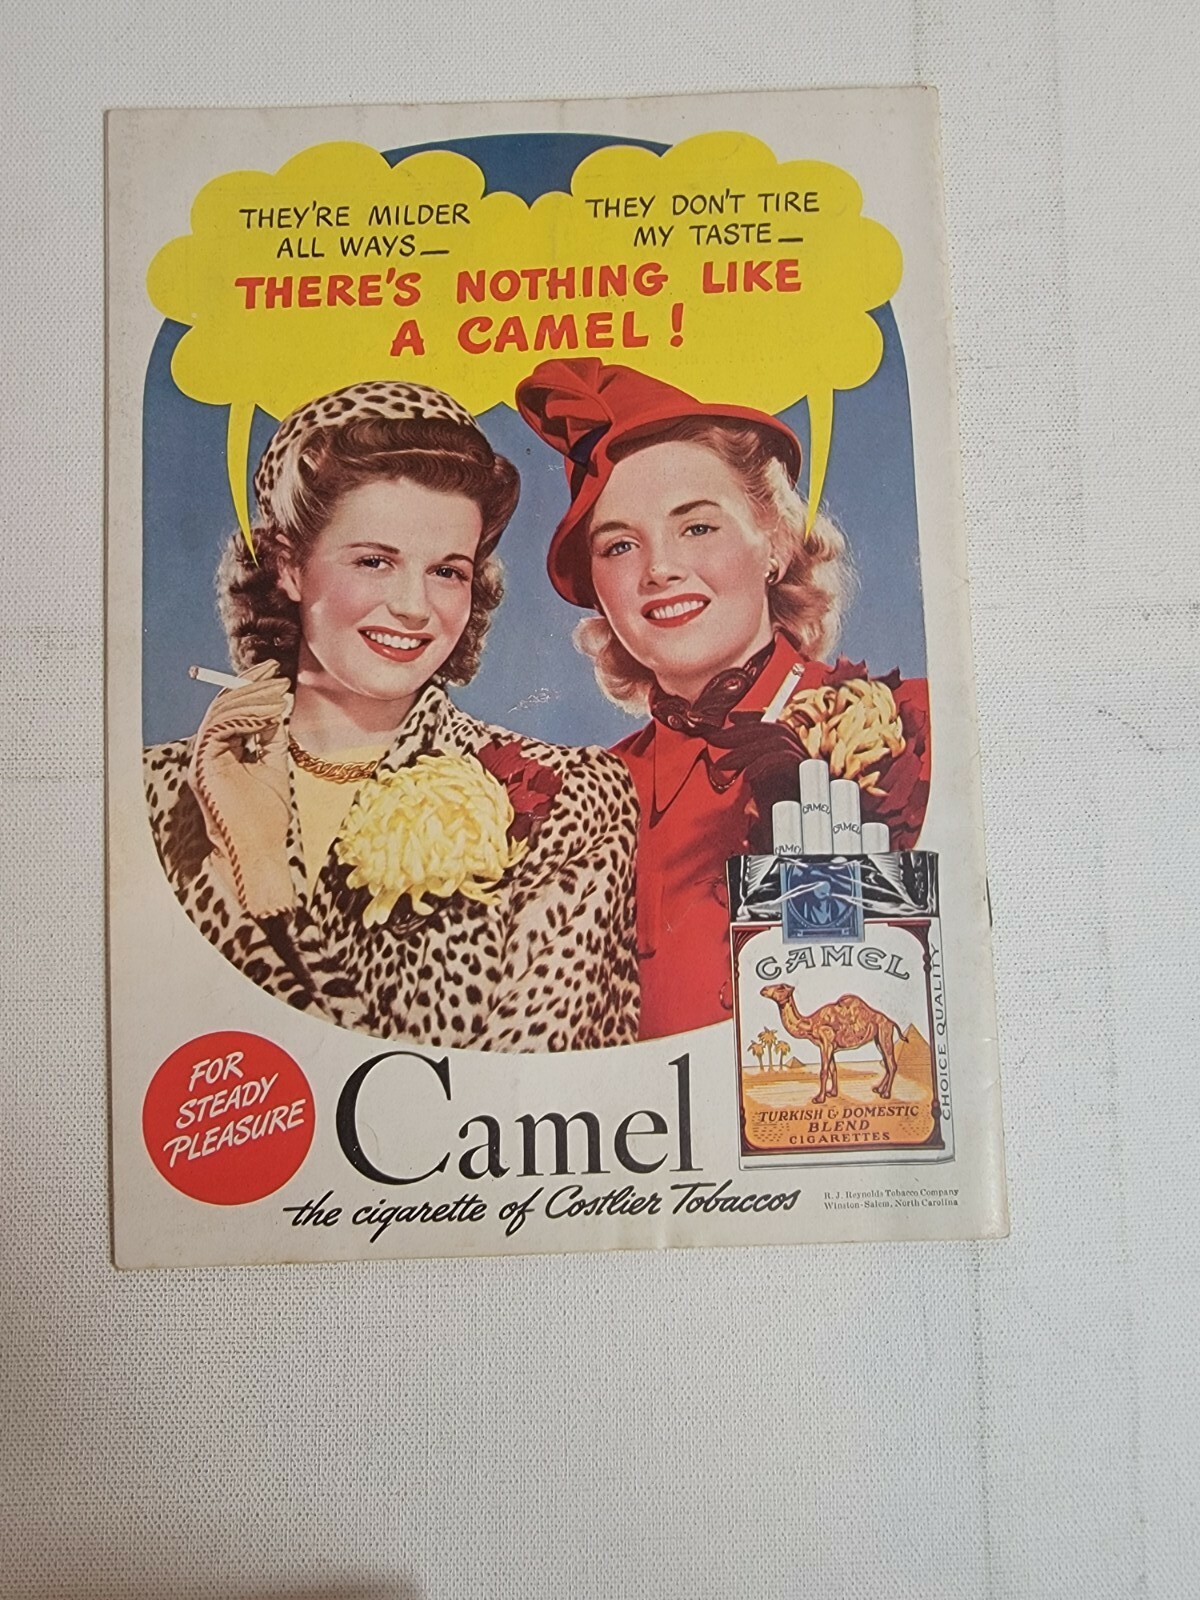 THEY'RE MILDER
ALL WAYS—
THEY DON'T TIRE
MY TASTE—
THERE'S NOTHING LIKE
A CAMEL!
CAMEL
CAMEL
CAMEL
CAMEL
CHOICE QUALITY
TURKISH & DOMESTIC
BLEND
CIGARETTES
FOR
STEADY
PLEASURE
Camel
the cigarette of Costlier Tobaccos
R. J. Reynolds Tobacco Company
Winston-Salem, North Carolina